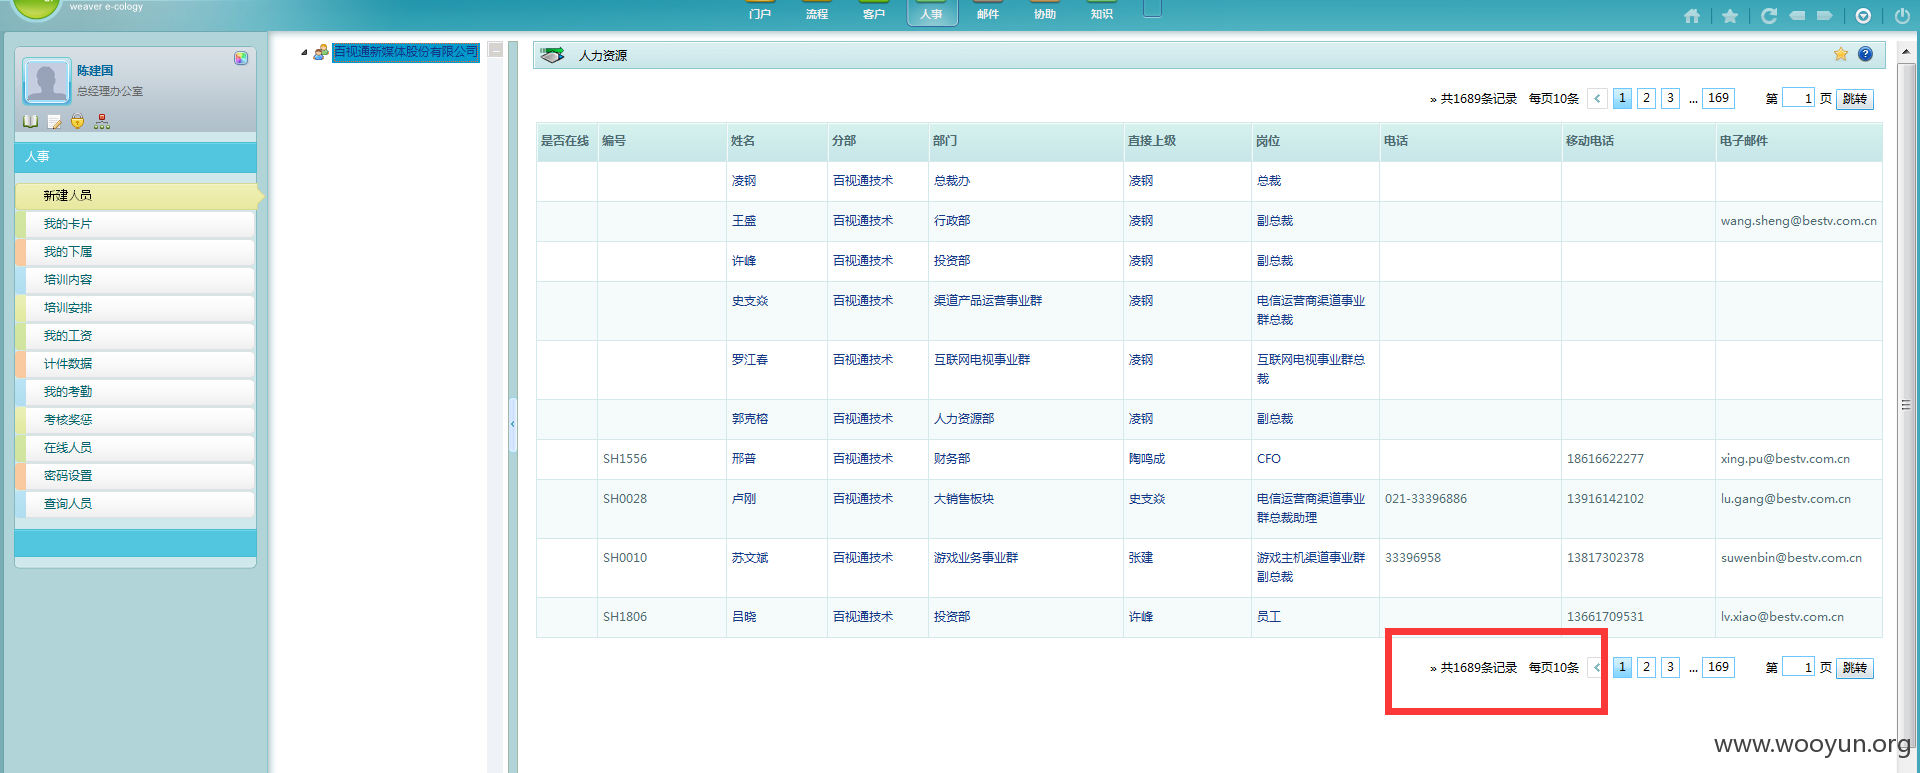 weaver e-cology
门户 流程 客户 人事 邮件 协助 知识
陈建国
总经理办公室
人事
新建人员
我的卡片
我的下属
培训内容
培训安排
我的工资
计件数据
我的考勤
考核奖惩
在线人员
密码设置
查询人员
百视通新媒体股份有限公司
人力资源
» 共1689条记录 每页10条 1 2 3 ... 169 第 1 页 跳转
是否在线 编号 姓名 分部 部门 直接上级 岗位 电话 移动电话 电子邮件
凌钢 百视通技术 总裁办 凌钢 总裁
王盛 百视通技术 行政部 凌钢 副总裁 wang.sheng@bestv.com.cn
许峰 百视通技术 投资部 凌钢 副总裁
史支焱 百视通技术 渠道产品运营事业群 凌钢 电信运营商渠道事业
群总裁
罗江春 百视通技术 互联网电视事业群 凌钢 互联网电视事业群总
裁
郭克榕 百视通技术 人力资源部 凌钢 副总裁
SH1556 邢普 百视通技术 财务部 陶鸣成 CFO 18616622277 xing.pu@bestv.com.cn
SH0028 卢刚 百视通技术 大销售板块 史支焱 电信运营商渠道事业 021-33396886 13916142102 lu.gang@bestv.com.cn
群总裁助理
SH0010 苏文斌 百视通技术 游戏业务事业群 张建 游戏主机渠道事业群 33396958 13817302378 suwenbin@bestv.com.cn
副总裁
SH1806 吕晓 百视通技术 投资部 许峰 员工 13661709531 lv.xiao@bestv.com.cn
» 共1689条记录 每页10条 1 2 3 ... 169 第 1 页 跳转
www.wooyun.org